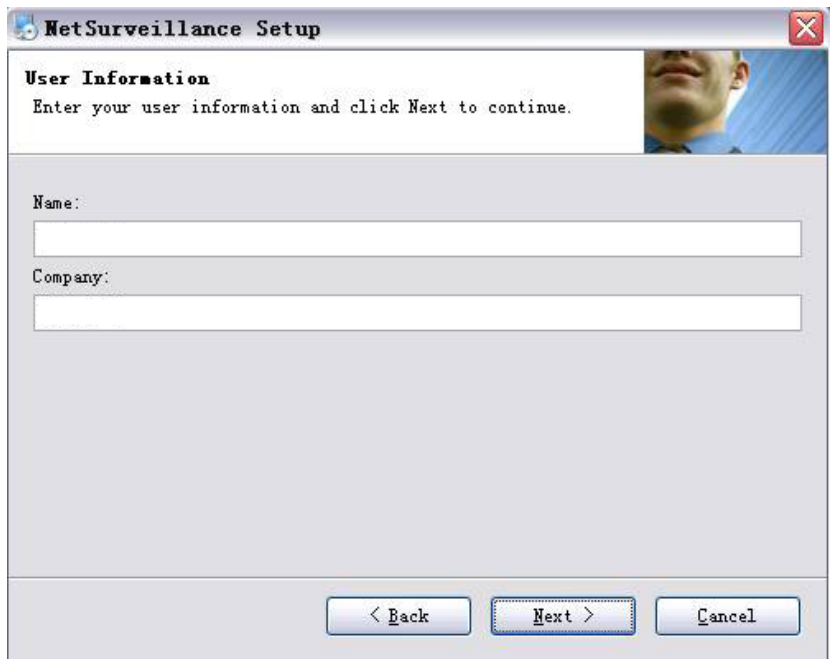 NetSurveillance Setup
User Information
Enter your user information and click Next to continue.
Name:
Company:
< Back
Next >
Cancel